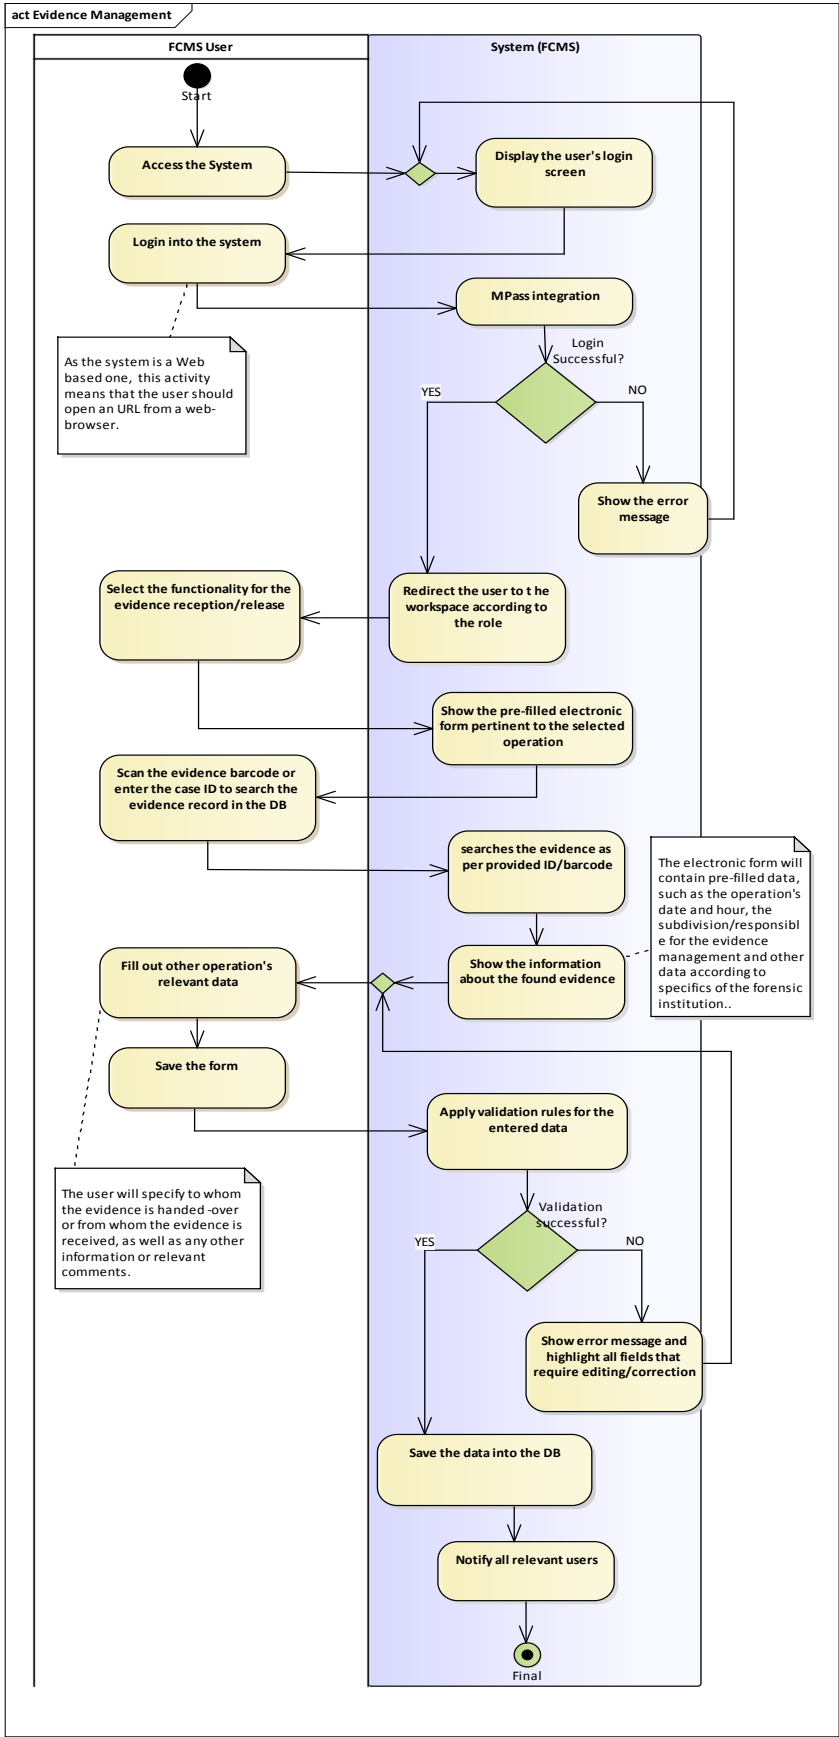 act Evidence Management
FCMS User
System (FCMS)
Start
Access the System
Display the user's login
screen
Login into the system
MPass integration
Login
Successful?
As the system is a Web
based one, this activity
means that the user should
open an URL from a web-
browser.
YES
NO
Show the error
message
Select the functionality for the
evidence reception/release
Redirect the user to t he
workspace according to
the role
Show the pre-filled electronic
form pertinent to the selected
operation
Scan the evidence barcode or
enter the case ID to search the
evidence record in the DB
searches the evidence as
per provided ID/barcode
The electronic form will
contain pre-filled data,
such as the operation's
date and hour, the
subdivision/responsibl
e for the evidence
management and other
data according to
specifics of the forensic
institution..
Fill out other operation's
relevant data
Show the information
about the found evidence
Save the form
Apply validation rules for the
entered data
The user will specify to whom
the evidence is handed -over
or from whom the evidence is
received, as well as any other
information or relevant
comments.
Validation
successful?
YES
NO
Show error message and
highlight all fields that
require editing/correction
Save the data into the DB
Notify all relevant users
Final